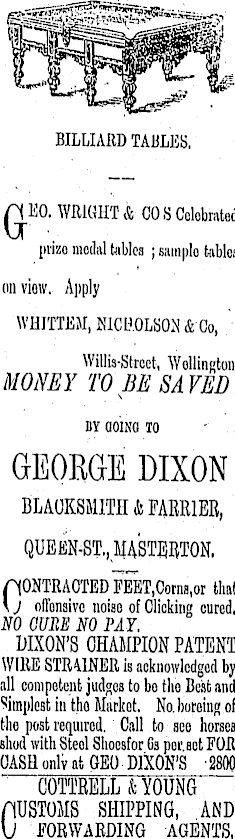 BILLIARD TABLES.
GEO. WRIGHT & CO S Celebrated
prize medal tables ; sample tables
on view. Apply
WHITTEM, NICHOLSON & Co,
Willis-Street, Wellington
MONEY TO BE SAVED
BY GOING TO
GEORGE DIXON
BLACKSMITH & FARRIER,
QUEEN-ST., MASTERTON.
CONTRACTED FEET, Corns, or that
offensive noise of Clicking cured.
NO CURE NO PAY.
DIXON'S CHAMPION PATENT
WIRE STRAINER is acknowledged by
all competent judges to be the Best and
Simplest in the Market. No. boreing of
the post required. Call to see horses
shod with Steel Shoes for 6s per. set FOR
CASH only at GEO DIXON'S 2800
COTTRELL & YOUNG
CUSTOMS SHIPPING, AND
FORWARDING AGENTS.